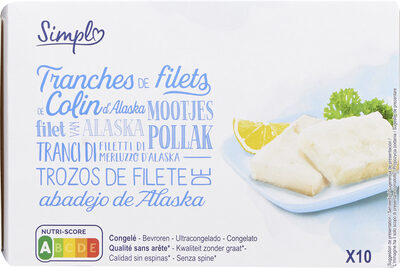 Simpl
Tranches DE filets
DE Colin d'Alaska MOOTJES
filet VAN ALASKA POLLAK
TRANCI DI FILETTI DI MERLUZZO D'ALASKA
TROZOS DE FILETE DE
abadejo de Alaska
NUTRI-SCORE
A B C D E
Congelé - Bevroren - Ultracongelado - Congelato
Qualité sans arête* - Kwaliteit zonder graat*
Calidad sin espinas* - Senza spine*
X10